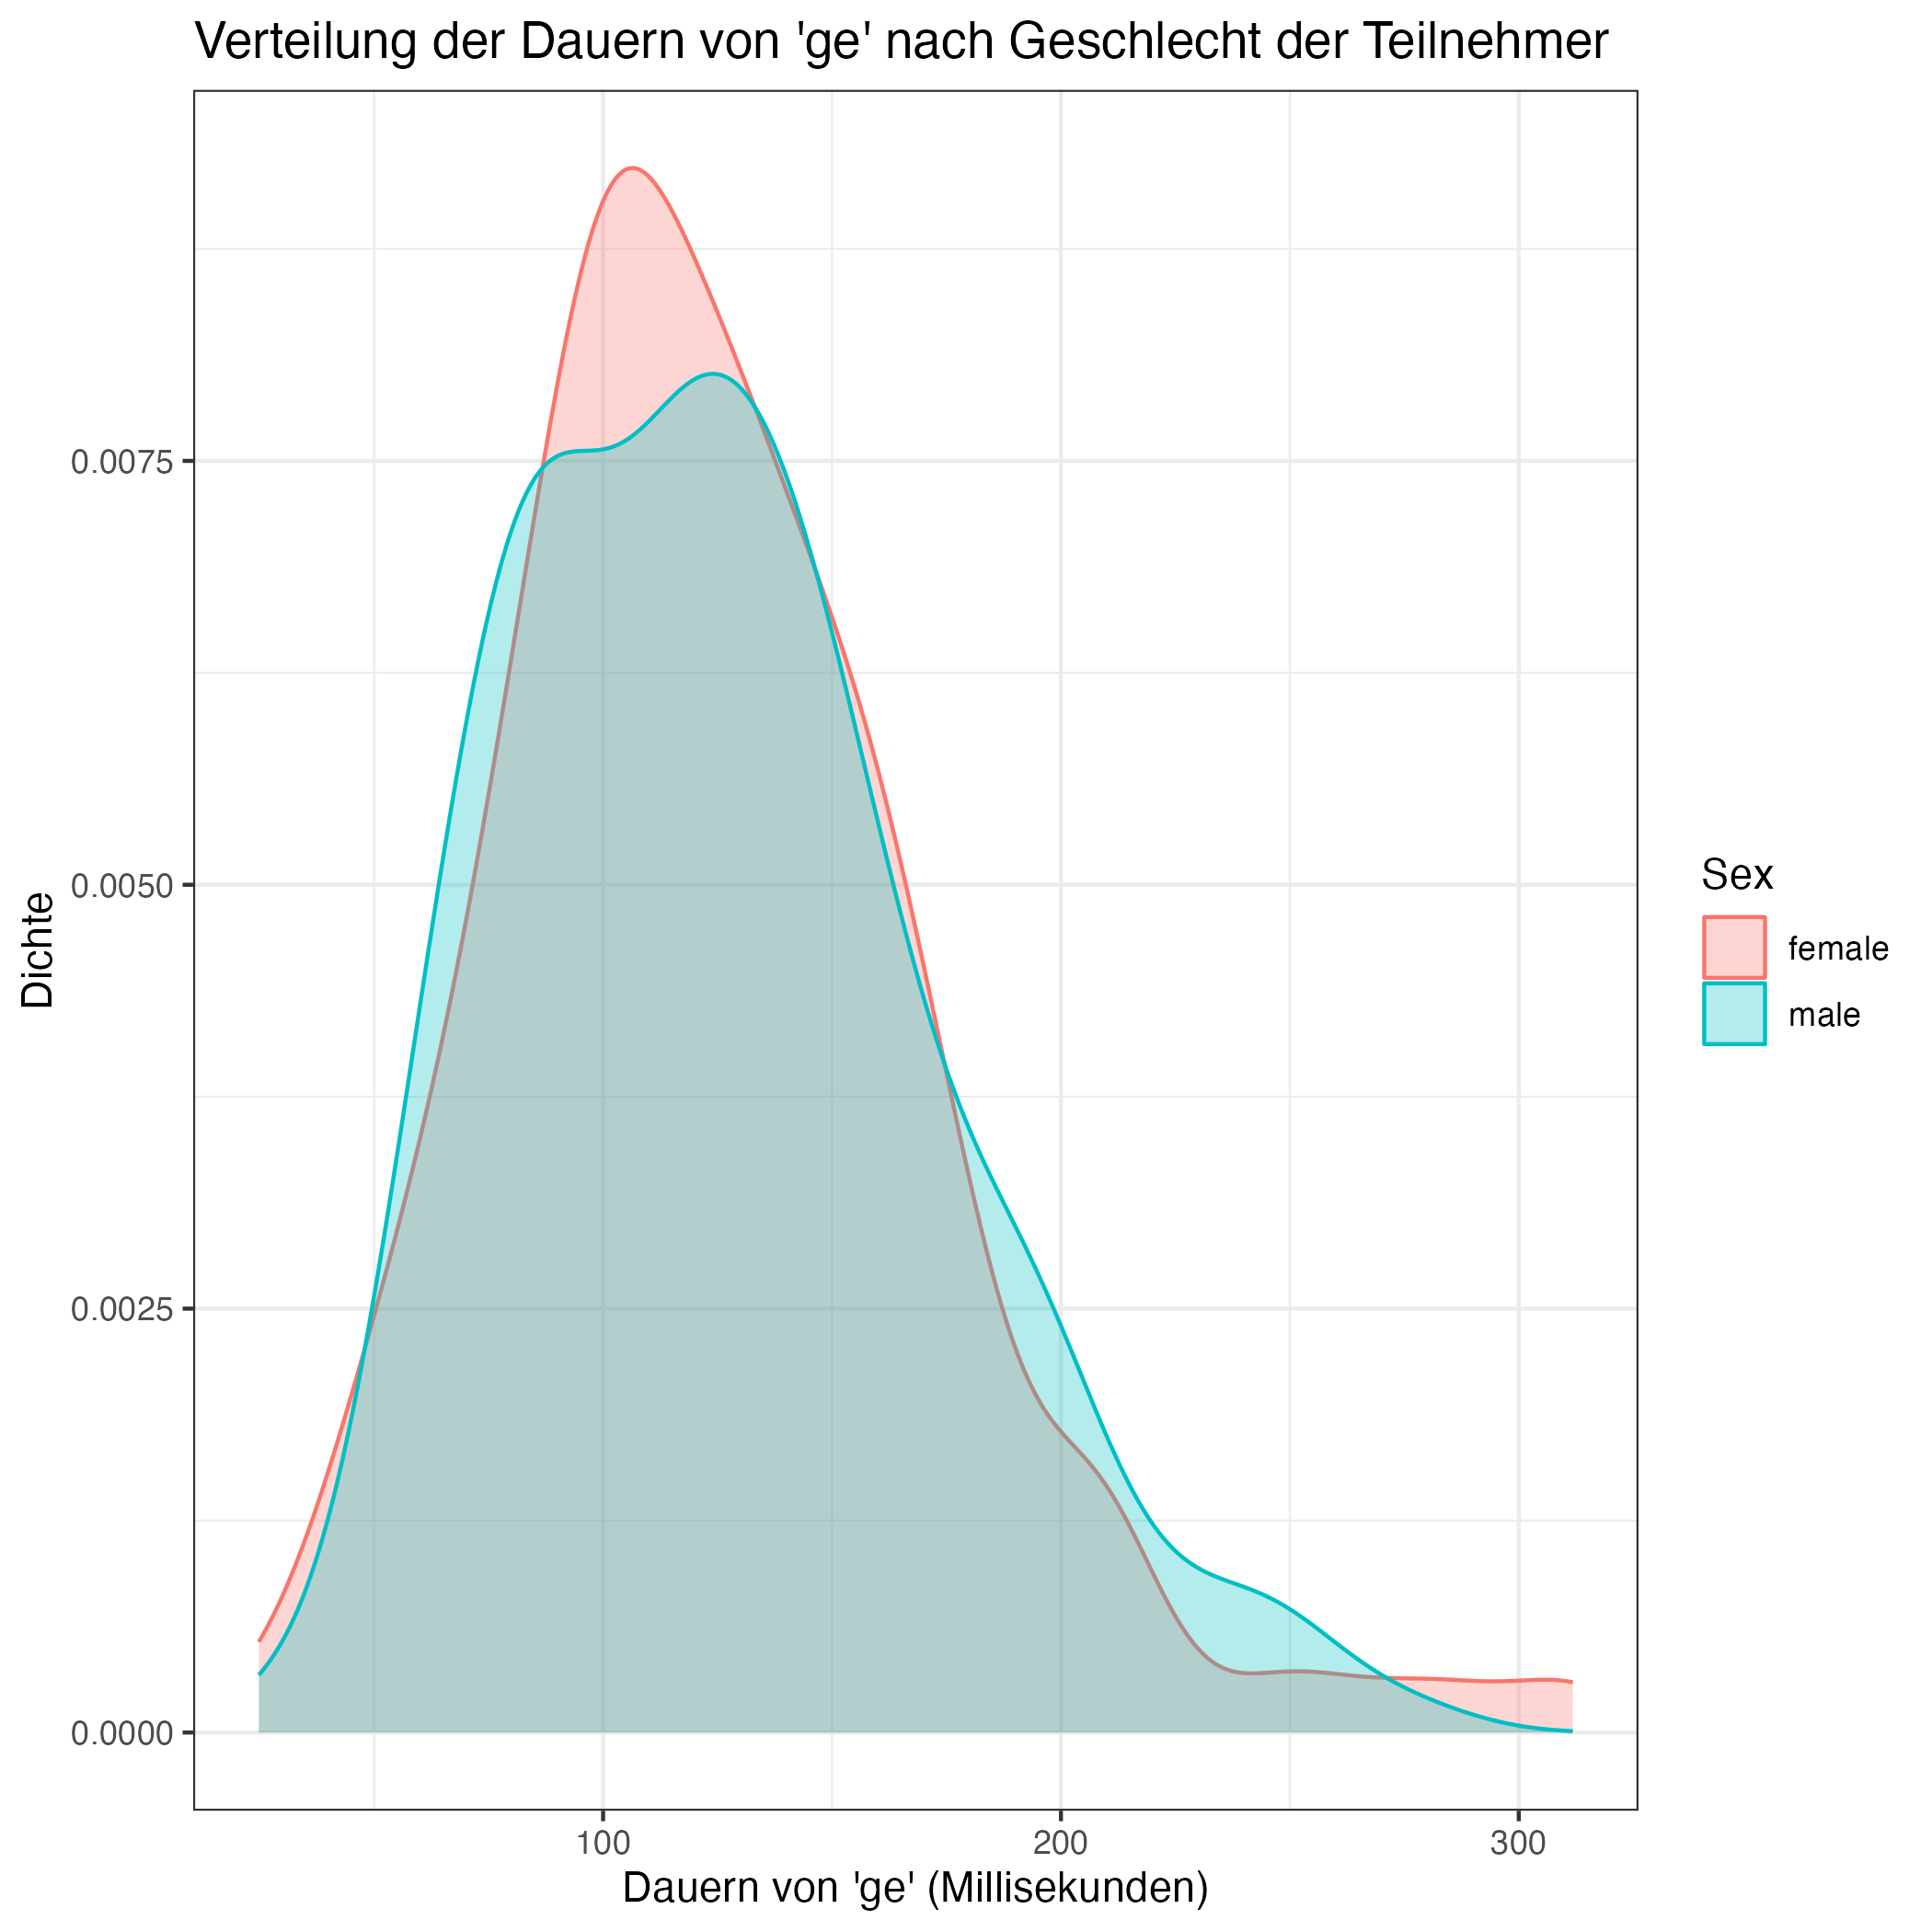 Verteilung der Dauern von 'ge' nach Geschlecht der Teilnehmer
Dichte
0.0075
0.0050
0.0025
0.0000
100
200
300
Dauern von 'ge' (Millisekunden)
Sex
female
male